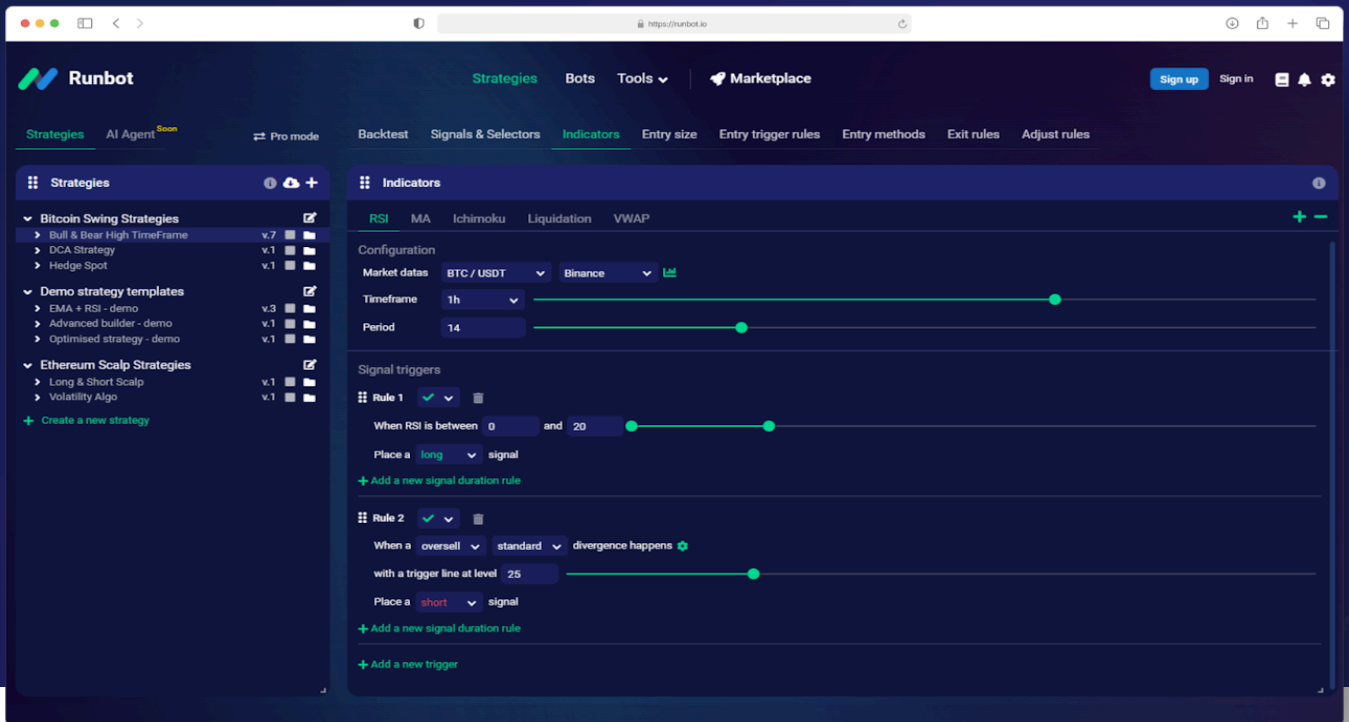 https://runbot.io
Runbot
Strategies Bots Tools Marketplace
Sign up Sign in
Strategies AI Agent Soon Pro mode
Backtest Signals & Selectors Indicators Entry size Entry trigger rules Entry methods Exit rules Adjust rules
Strategies
Bitcoin Swing Strategies
Bull & Bear High TimeFrame v.7
DCA Strategy v.1
Hedge Spot v.1
Demo strategy templates
EMA + RSI - demo v.3
Advanced builder - demo v.1
Optimised strategy - demo v.1
Ethereum Scalp Strategies
Long & Short Scalp v.1
Volatility Algo v.1
+ Create a new strategy
Indicators
RSI MA Ichimoku Liquidation VWAP
Configuration
Market datas BTC / USDT Binance
Timeframe 1h
Period 14
Signal triggers
Rule 1
When RSI is between 0 and 20
Place a long signal
+ Add a new signal duration rule
Rule 2
When a oversell standard divergence happens
with a trigger line at level 25
Place a short signal
+ Add a new signal duration rule
+ Add a new trigger